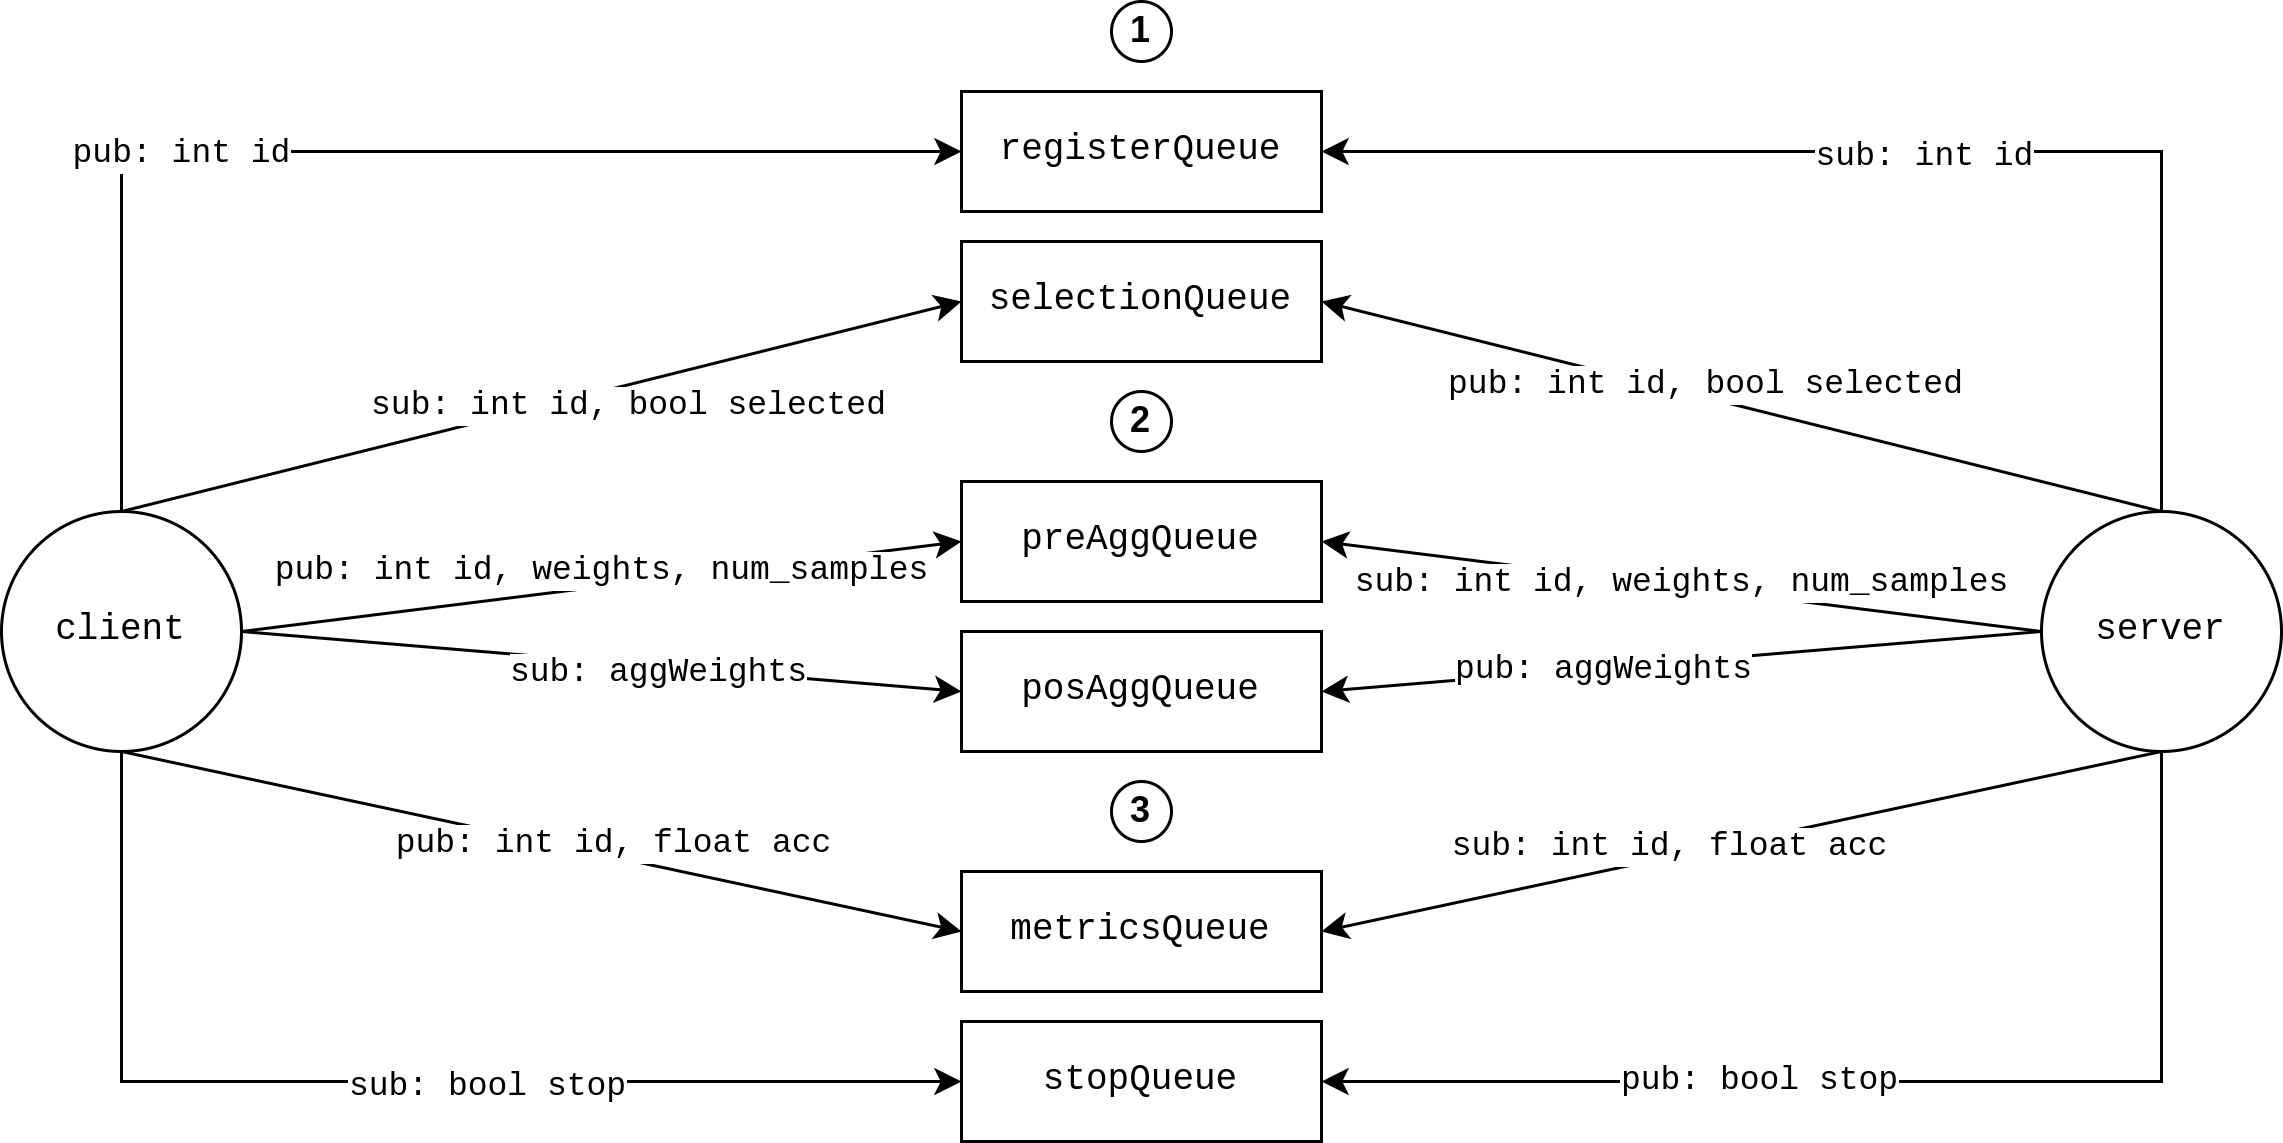 1
registerQueue
pub: int id
sub: int id
selectionQueue
sub: int id, bool selected
pub: int id, bool selected
2
preAggQueue
pub: int id, weights, num_samples
sub: int id, weights, num_samples
client
server
posAggQueue
sub: aggWeights
pub: aggWeights
3
pub: int id, float acc
sub: int id, float acc
metricsQueue
stopQueue
sub: bool stop
pub: bool stop